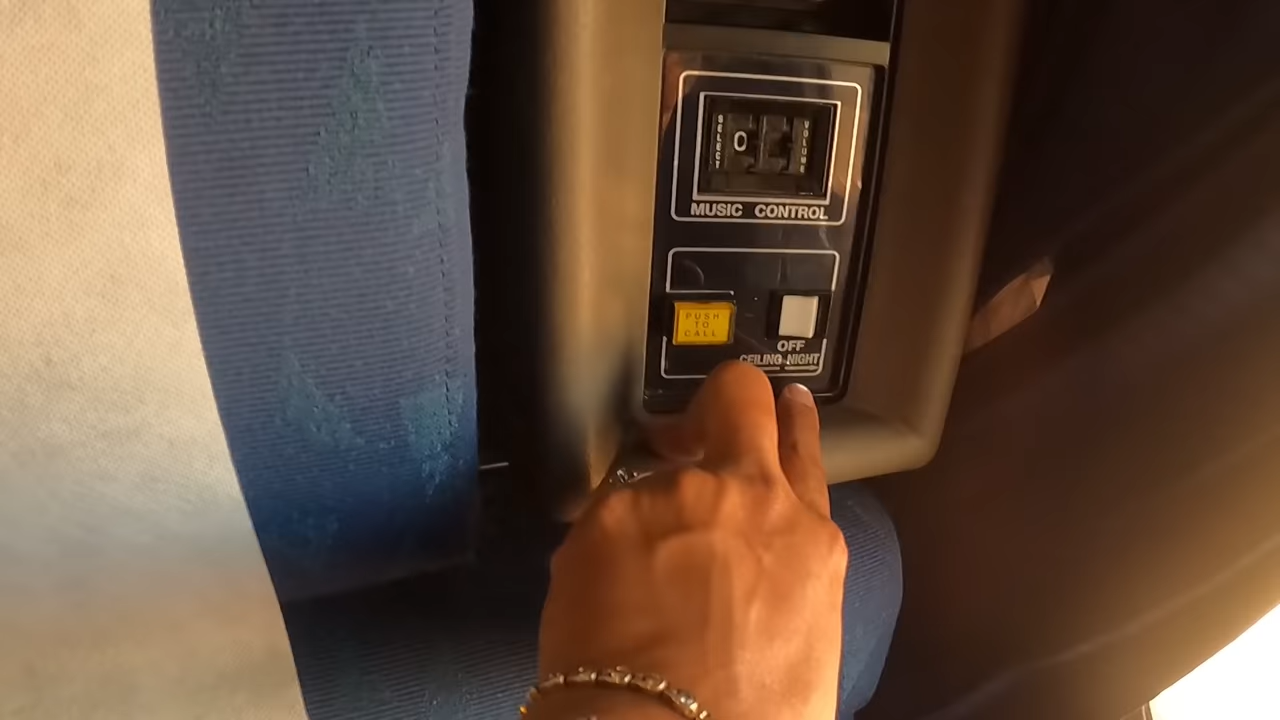 SELECT
0
VOLUME
MUSIC CONTROL
PUSH
TO
CALL
OFF
CEILING NIGHT